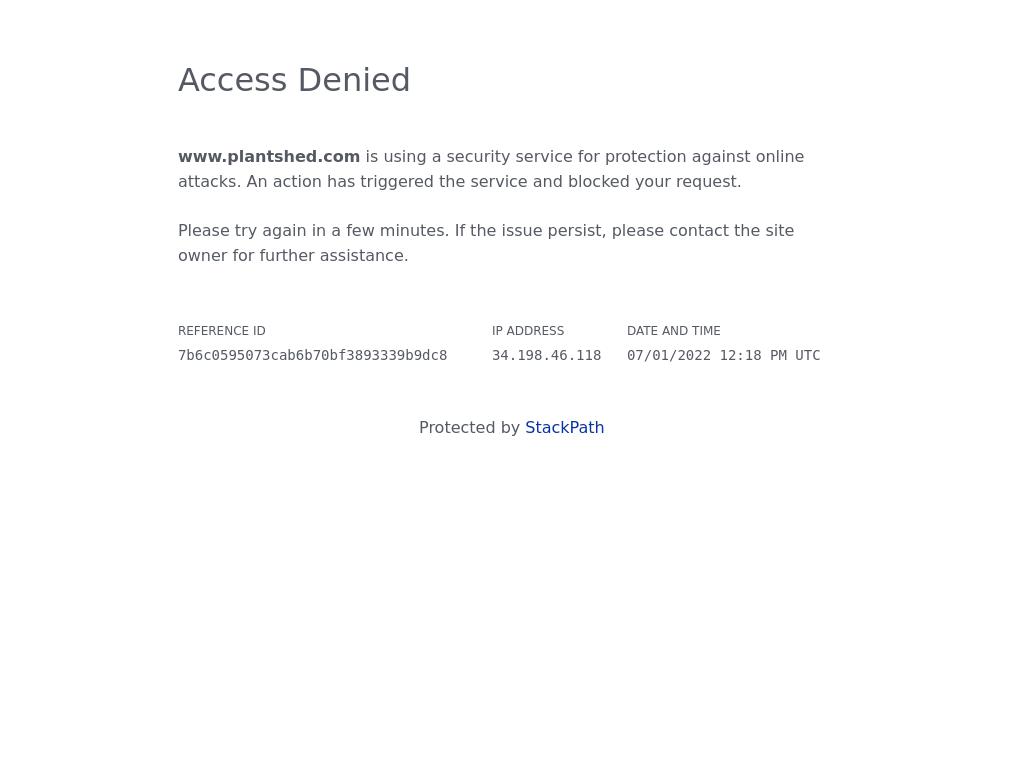 Access Denied
www.plantshed.com is using a security service for protection against online
attacks. An action has triggered the service and blocked your request.
Please try again in a few minutes. If the issue persist, please contact the site
owner for further assistance.
REFERENCE ID IP ADDRESS DATE AND TIME
7b6c0595073cab6b70bf3893339b9dc8 34.198.46.118 07/01/2022 12:18 PM UTC
Protected by StackPath